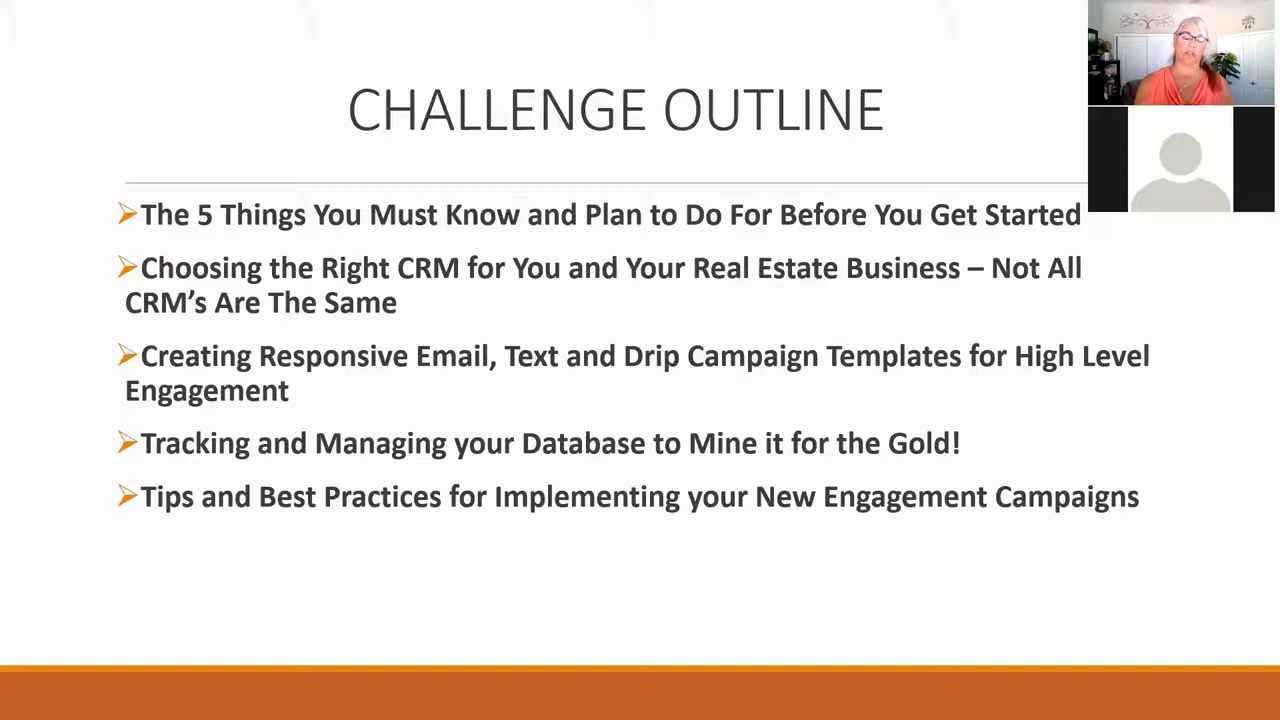 CHALLENGE OUTLINE
➢The 5 Things You Must Know and Plan to Do For Before You Get Started
➢Choosing the Right CRM for You and Your Real Estate Business – Not All
CRM’s Are The Same
➢Creating Responsive Email, Text and Drip Campaign Templates for High Level
Engagement
➢Tracking and Managing your Database to Mine it for the Gold!
➢Tips and Best Practices for Implementing your New Engagement Campaigns